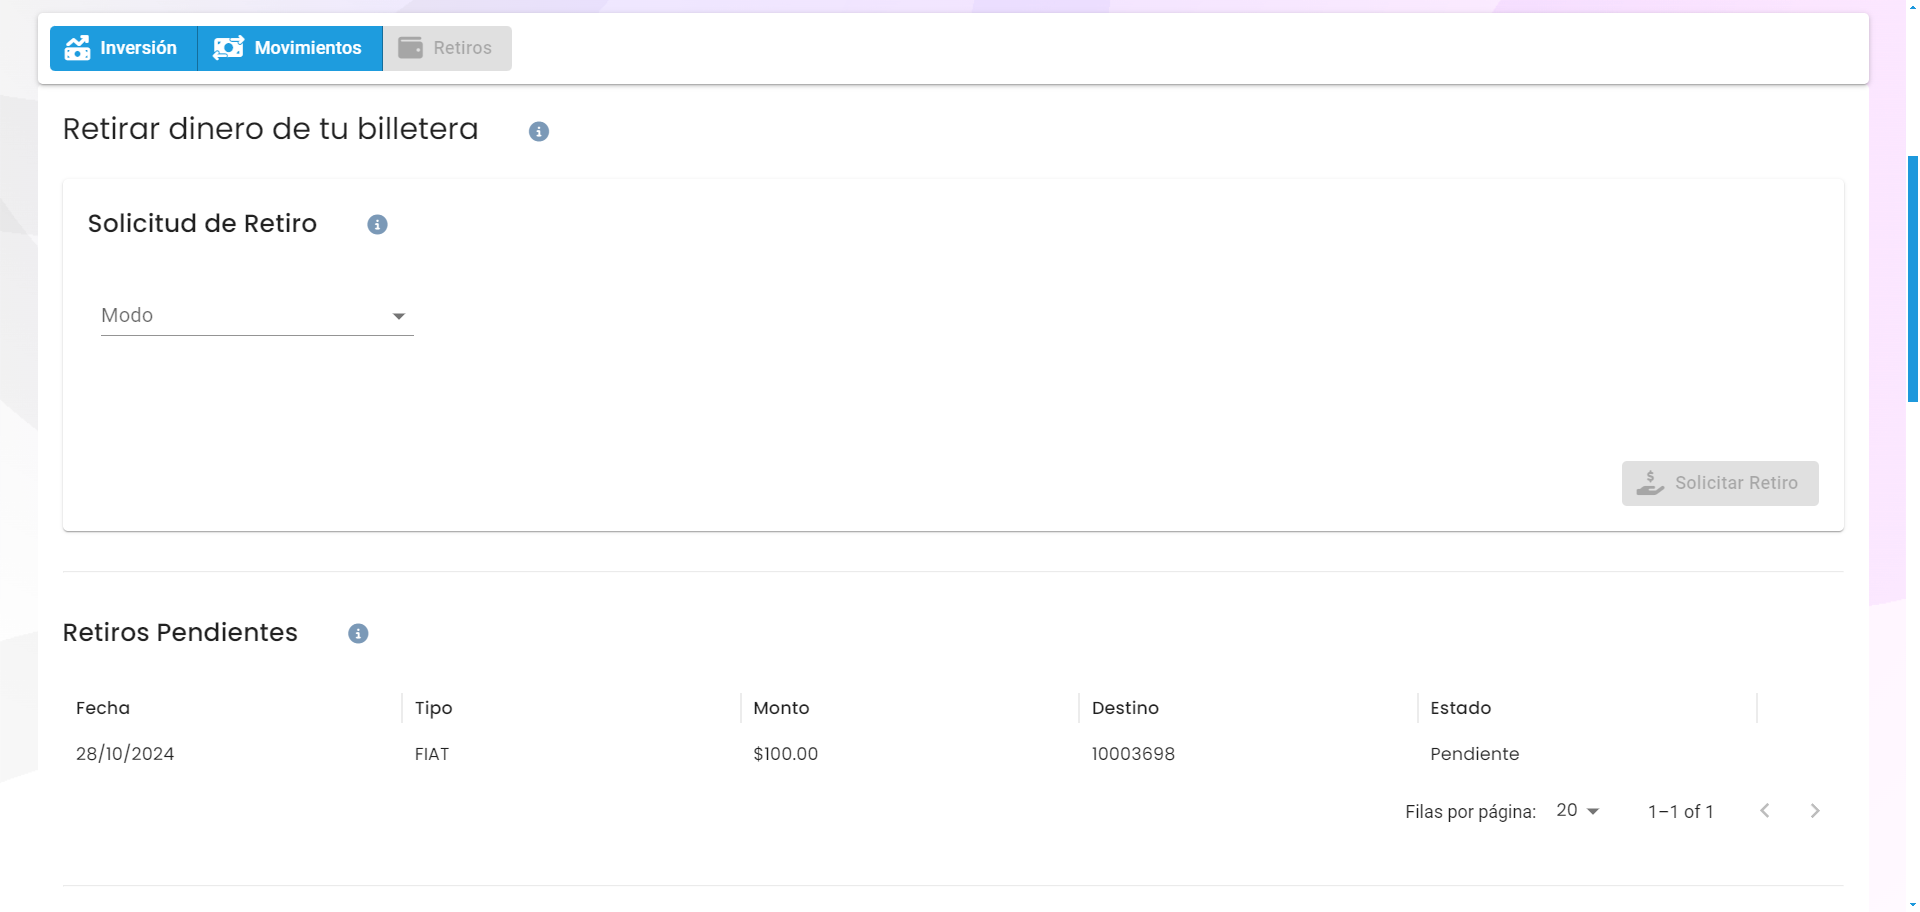 Inversión Movimientos Retiros
Retirar dinero de tu billetera
Solicitud de Retiro
Modo
Solicitar Retiro
Retiros Pendientes
Fecha Tipo Monto Destino Estado
28/10/2024 FIAT $100.00 10003698 Pendiente
Filas por página: 20 1–1 of 1